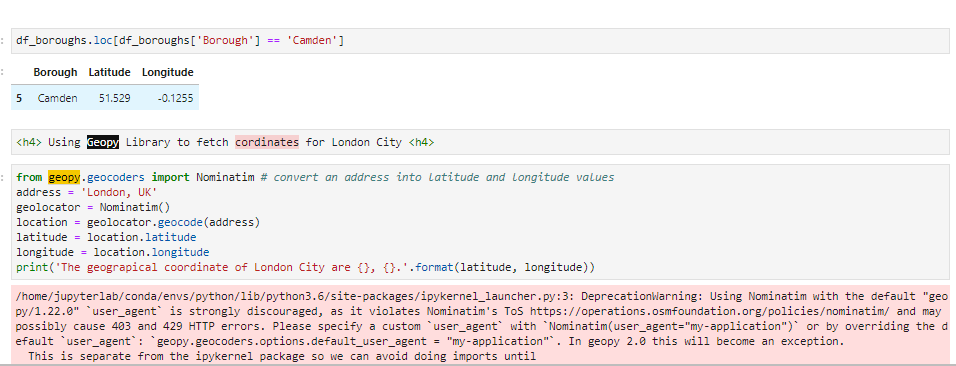 : df_boroughs.loc[df_boroughs['Borough'] == 'Camden']
: Borough Latitude Longitude
5 Camden 51.529 -0.1255
<h4> Using Geopy Library to fetch cordinates for London City <h4>
: from geopy.geocoders import Nominatim # convert an address into latitude and longitude values
address = 'London, UK'
geolocator = Nominatim()
location = geolocator.geocode(address)
latitude = location.latitude
longitude = location.longitude
print('The geograpical coordinate of London City are {}, {}.'.format(latitude, longitude))
/home/jupyterlab/conda/envs/python/lib/python3.6/site-packages/ipykernel_launcher.py:3: DeprecationWarning: Using Nominatim with the default "geo
py/1.22.0" `user_agent` is strongly discouraged, as it violates Nominatim's ToS https://operations.osmfoundation.org/policies/nominatim/ and may
possibly cause 403 and 429 HTTP errors. Please specify a custom `user_agent` with `Nominatim(user_agent="my-application")` or by overriding the d
efault `user_agent`: `geopy.geocoders.options.default_user_agent = "my-application"`. In geopy 2.0 this will become an exception.
This is separate from the ipykernel package so we can avoid doing imports until